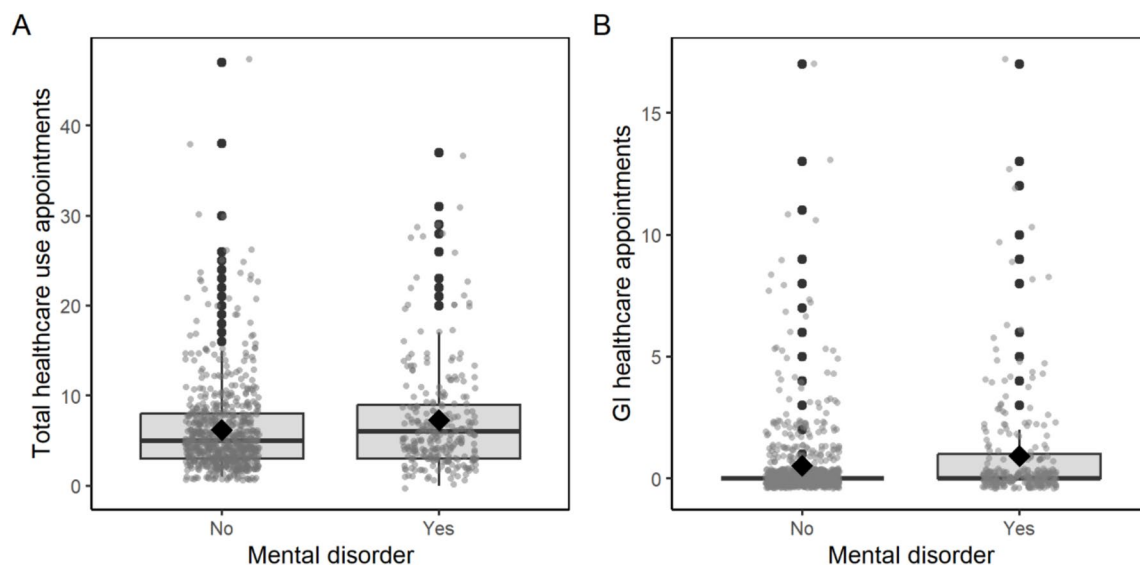 A
Total healthcare use appointments
40
30
20
10
0
No
Yes
Mental disorder
B
GI healthcare appointments
15
10
5
0
No
Yes
Mental disorder